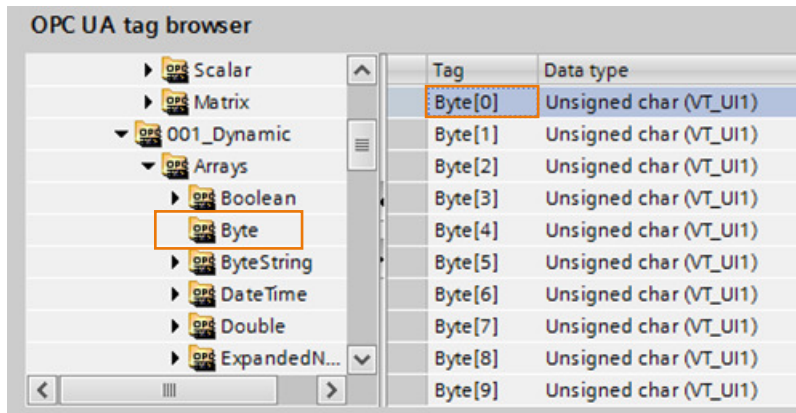 OPC UA tag browser
Scalar
Matrix
001_Dynamic
Arrays
Boolean
Byte
ByteString
DateTime
Double
ExpandedN...
Tag Data type
Byte[0] Unsigned char (VT_UI1)
Byte[1] Unsigned char (VT_UI1)
Byte[2] Unsigned char (VT_UI1)
Byte[3] Unsigned char (VT_UI1)
Byte[4] Unsigned char (VT_UI1)
Byte[5] Unsigned char (VT_UI1)
Byte[6] Unsigned char (VT_UI1)
Byte[7] Unsigned char (VT_UI1)
Byte[8] Unsigned char (VT_UI1)
Byte[9] Unsigned char (VT_UI1)